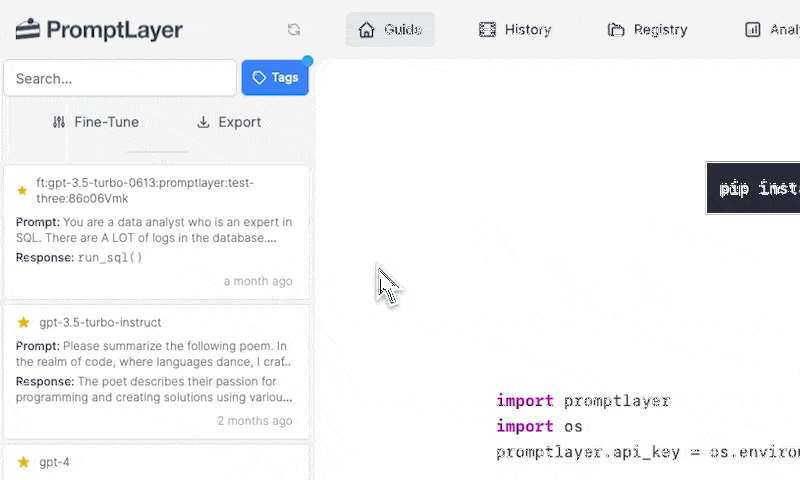 PromptLayer
Guide
History
Registry
Search...
Tags
Fine-Tune
Export
ft:gpt-3.5-turbo-0613:promptlayer:test-
three:86o06Vmk
Prompt: You are a data analyst who is an expert in
SQL. There are A LOT of logs in the database....
Response: run_sql()
a month ago
gpt-3.5-turbo-instruct
Prompt: Please summarize the following poem. In
the realm of code, where languages dance, I craf..
Response: The poet describes their passion for
programming and creating solutions using variou...
2 months ago
gpt-4
pip
import promptlayer
import os
promptlayer.api_key = os.environ